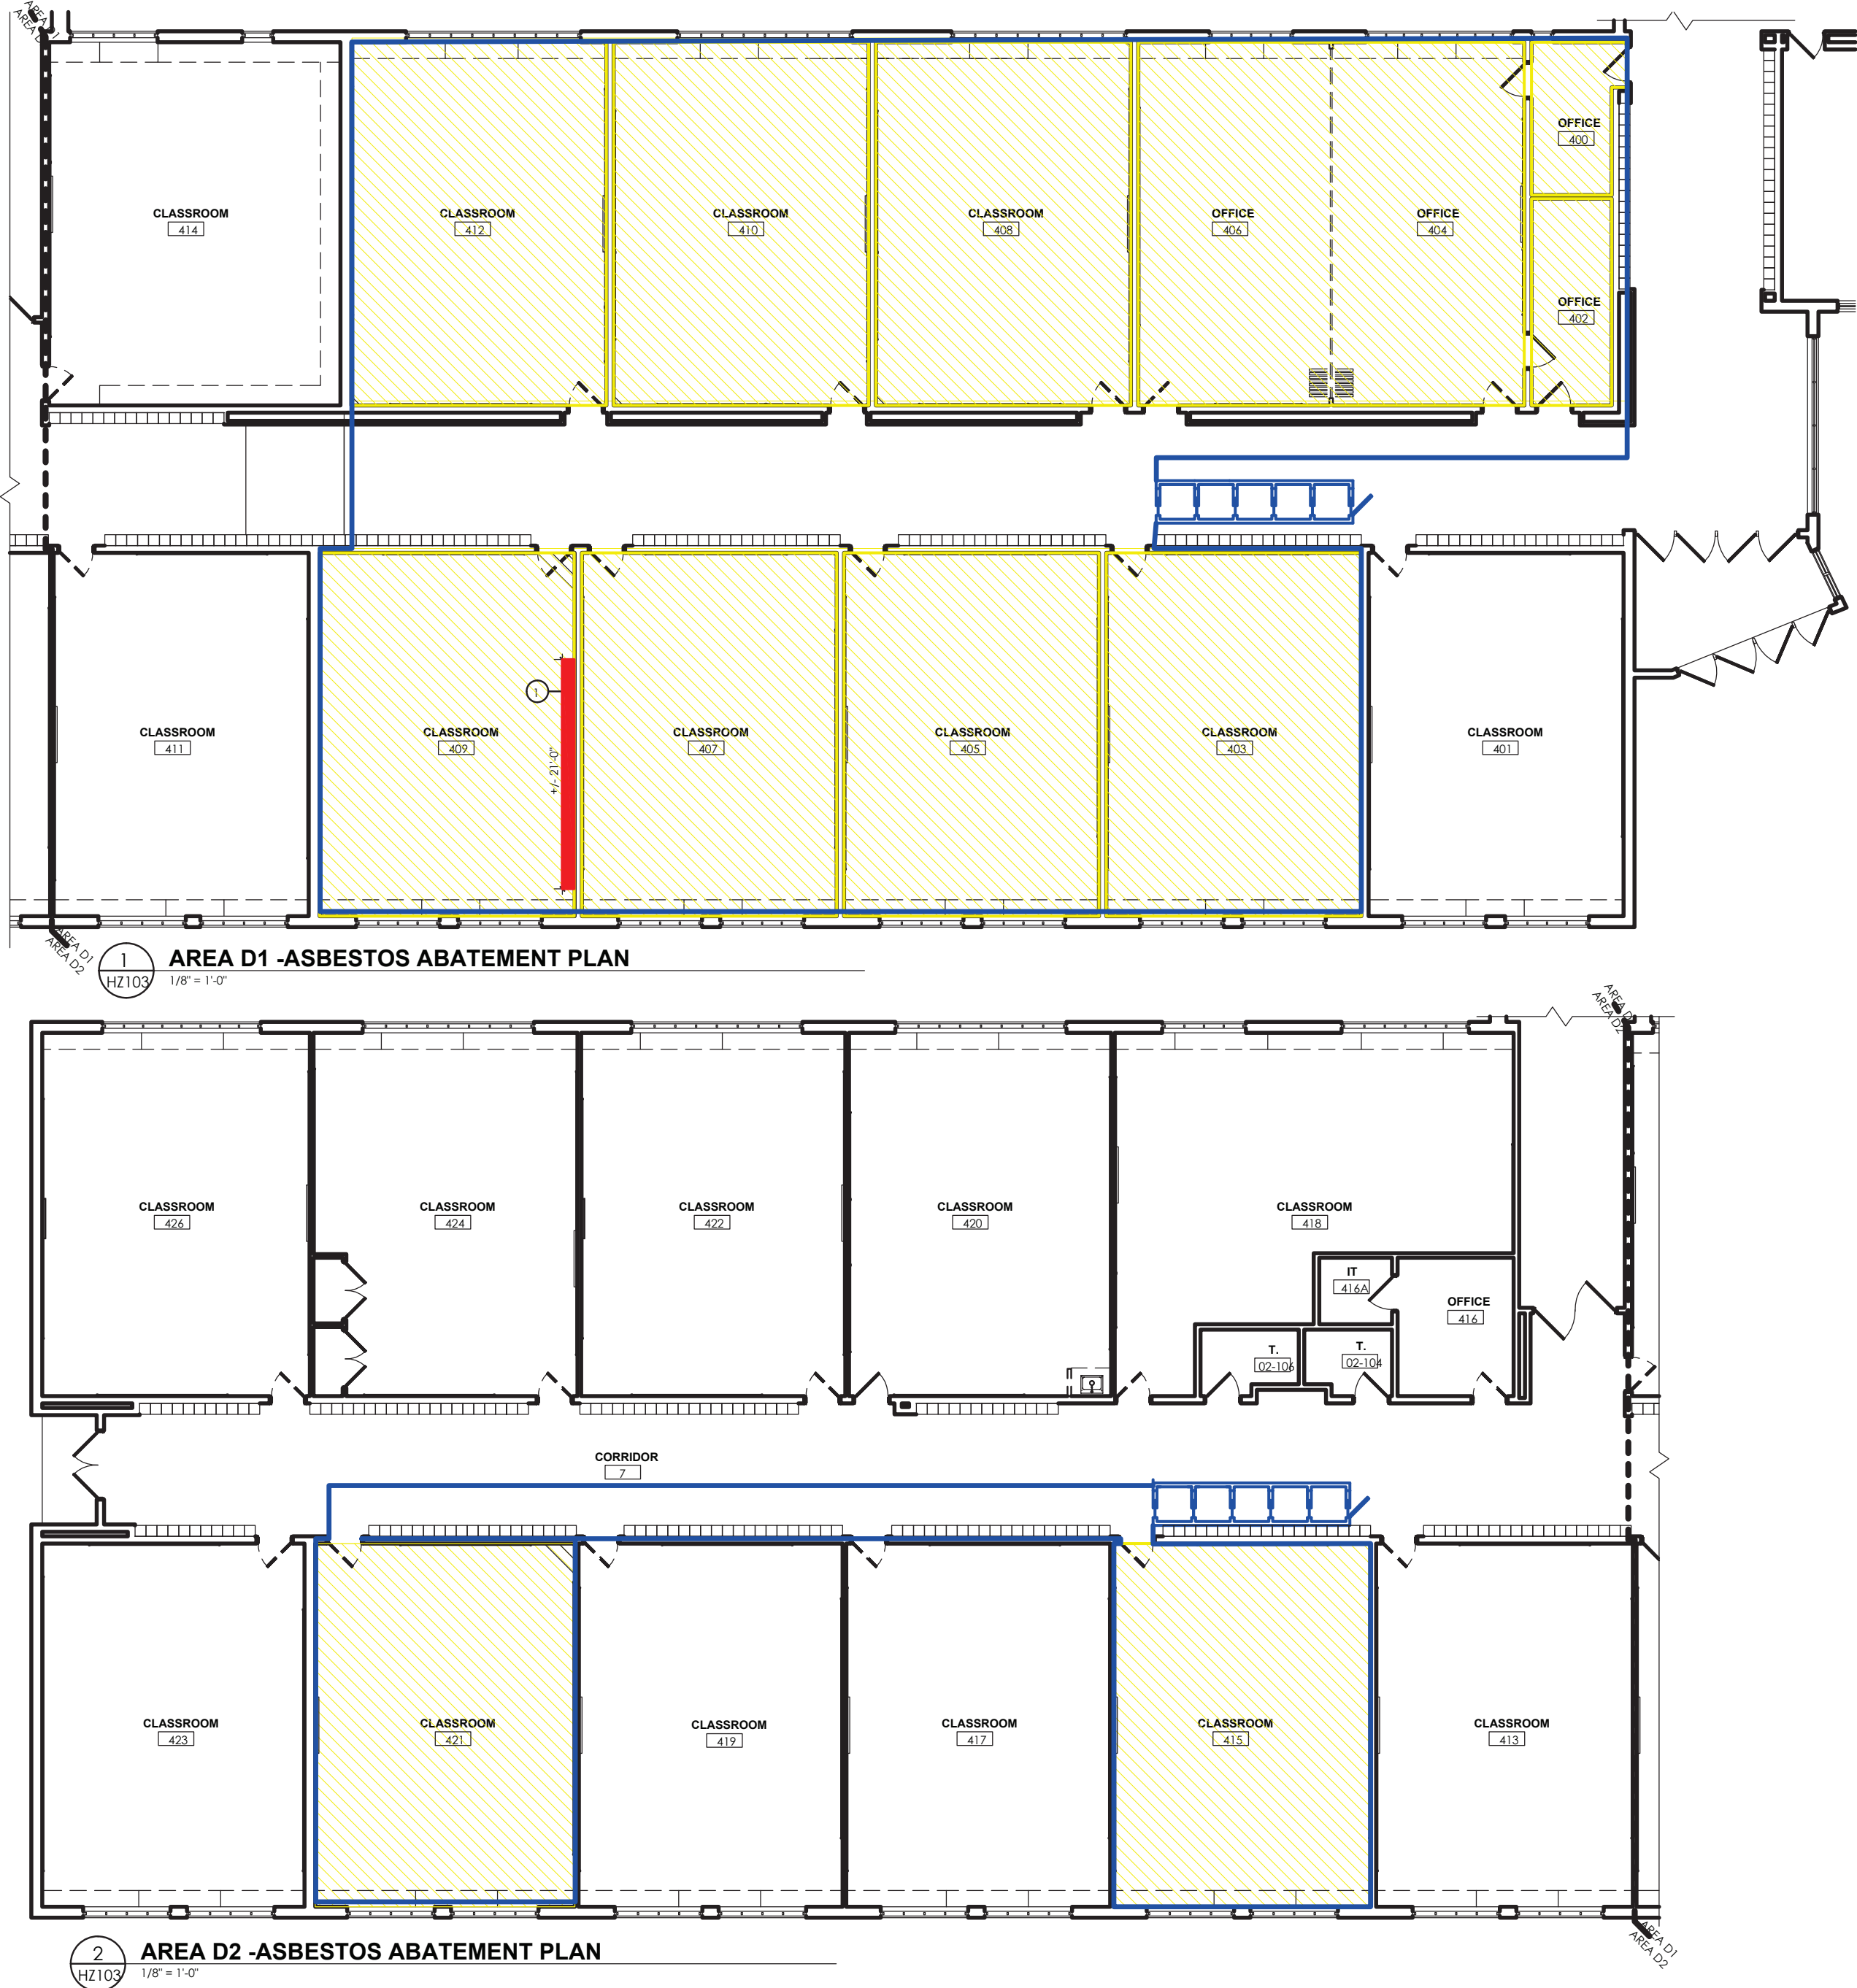 AREA D1
AREA D
CLASSROOM
414
CLASSROOM
412
CLASSROOM
410
CLASSROOM
408
OFFICE
406
OFFICE
404
OFFICE
400
OFFICE
402
CLASSROOM
411
CLASSROOM
409
1
+/- 21'-0"
CLASSROOM
407
CLASSROOM
405
CLASSROOM
403
CLASSROOM
401
AREA D1
AREA D2
1
HZ103
AREA D1 -ASBESTOS ABATEMENT PLAN
1/8" = 1'-0"
AREA D
AREA D2
CLASSROOM
426
CLASSROOM
424
CLASSROOM
422
CLASSROOM
420
CLASSROOM
418
IT
416A
OFFICE
416
T.
02-106
T.
02-104
CORRIDOR
7
CLASSROOM
423
CLASSROOM
421
CLASSROOM
419
CLASSROOM
417
CLASSROOM
415
CLASSROOM
413
AREA D1
AREA D2
2
HZ103
AREA D2 -ASBESTOS ABATEMENT PLAN
1/8" = 1'-0"